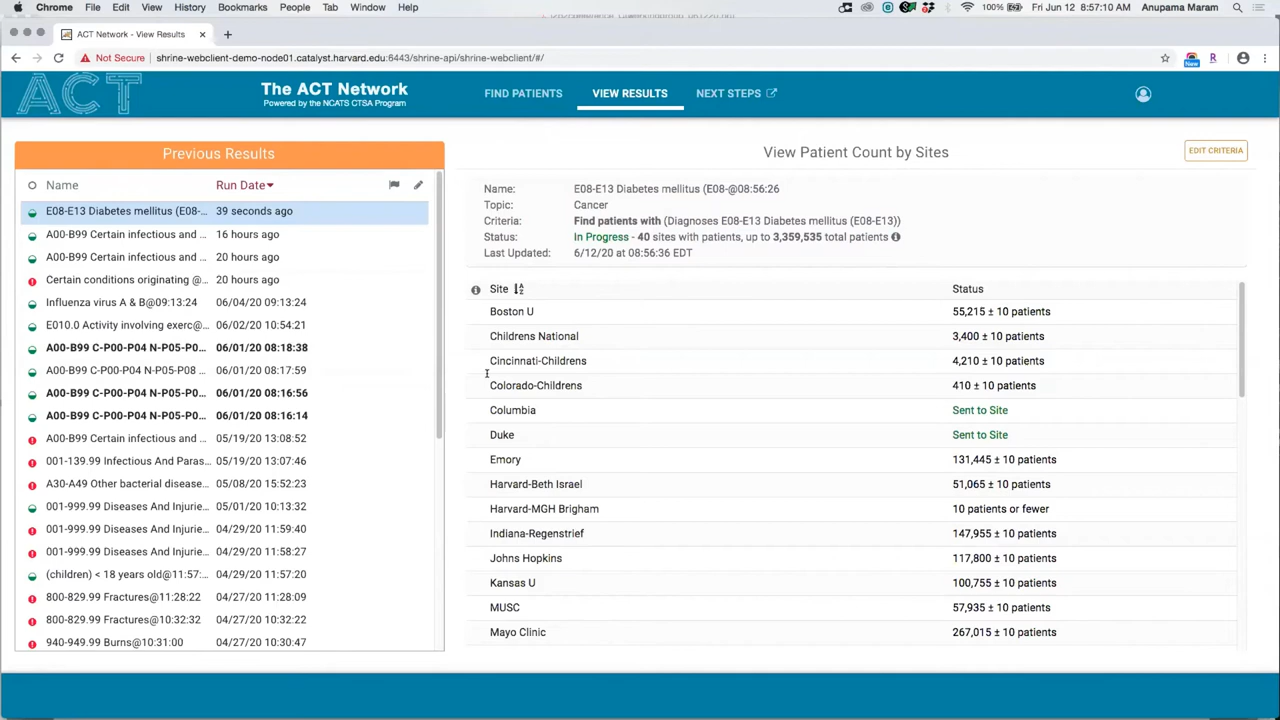 Chrome File Edit View History Bookmarks People Tab Window Help 100% Fri Jun 12 8:57:10 AM Anupama Maram
ACT Network - View Results
Not Secure shrine-webclient-demo-node01.catalyst.harvard.edu:6443/shrine-api/shrine-webclient/#/ New R
ACT The ACT Network FIND PATIENTS VIEW RESULTS NEXT STEPS
Powered by the NCATS CTSA Program
Previous Results
Name Run Date
E08-E13 Diabetes mellitus (E08-... 39 seconds ago
A00-B99 Certain infectious and ... 16 hours ago
A00-B99 Certain infectious and ... 20 hours ago
Certain conditions originating @... 20 hours ago
Influenza virus A & B@09:13:24 06/04/20 09:13:24
E010.0 Activity involving exerc@... 06/02/20 10:54:21
A00-B99 C-P00-P04 N-P05-P0... 06/01/20 08:18:38
A00-B99 C-P00-P04 N-P05-P08 ... 06/01/20 08:17:59
A00-B99 C-P00-P04 N-P05-P0... 06/01/20 08:16:56
A00-B99 C-P00-P04 N-P05-P0... 06/01/20 08:16:14
A00-B99 Certain infectious and ... 05/19/20 13:08:52
001-139.99 Infectious And Paras... 05/19/20 13:07:46
A30-A49 Other bacterial disease... 05/08/20 15:52:23
001-999.99 Diseases And Injurie... 05/01/20 10:13:32
001-999.99 Diseases And Injurie... 04/29/20 11:59:40
001-999.99 Diseases And Injurie... 04/29/20 11:58:27
(children) < 18 years old@11:57:... 04/29/20 11:57:20
800-829.99 Fractures@11:28:22 04/27/20 11:28:09
800-829.99 Fractures@10:32:32 04/27/20 10:32:22
940-949.99 Burns@10:31:00 04/27/20 10:30:47
View Patient Count by Sites EDIT CRITERIA
Name: E08-E13 Diabetes mellitus (E08-@08:56:26
Topic: Cancer
Criteria: Find patients with (Diagnoses E08-E13 Diabetes mellitus (E08-E13))
Status: In Progress - 40 sites with patients, up to 3,359,535 total patients
Last Updated: 6/12/20 at 08:56:36 EDT
Site Status
Boston U 55,215 ± 10 patients
Childrens National 3,400 ± 10 patients
Cincinnati-Childrens 4,210 ± 10 patients
Colorado-Childrens 410 ± 10 patients
Columbia Sent to Site
Duke Sent to Site
Emory 131,445 ± 10 patients
Harvard-Beth Israel 51,065 ± 10 patients
Harvard-MGH Brigham 10 patients or fewer
Indiana-Regenstrief 147,955 ± 10 patients
Johns Hopkins 117,800 ± 10 patients
Kansas U 100,755 ± 10 patients
MUSC 57,935 ± 10 patients
Mayo Clinic 267,015 ± 10 patients